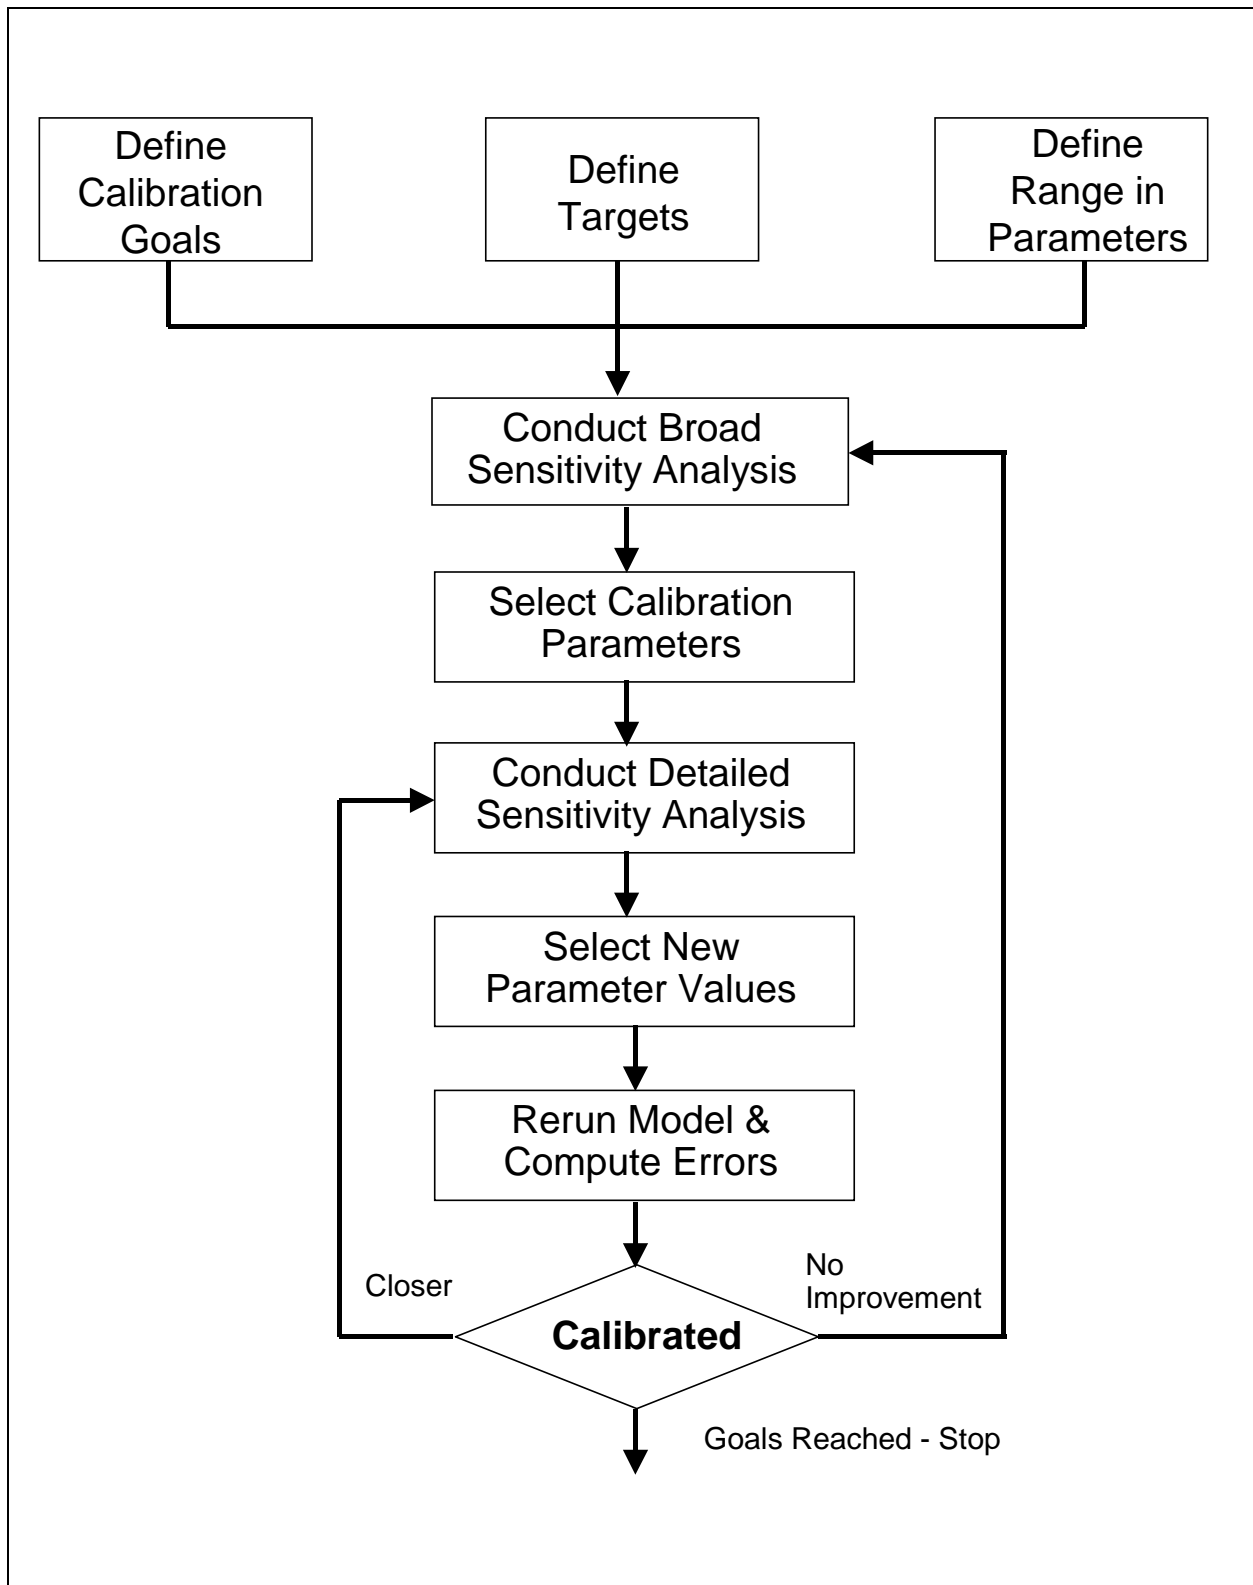 Define
Calibration
Goals
Define
Targets
Define
Range in
Parameters
Conduct Broad
Sensitivity Analysis
Select Calibration
Parameters
Conduct Detailed
Sensitivity Analysis
Select New
Parameter Values
Rerun Model &
Compute Errors
Closer
No
Improvement
Calibrated
Goals Reached - Stop